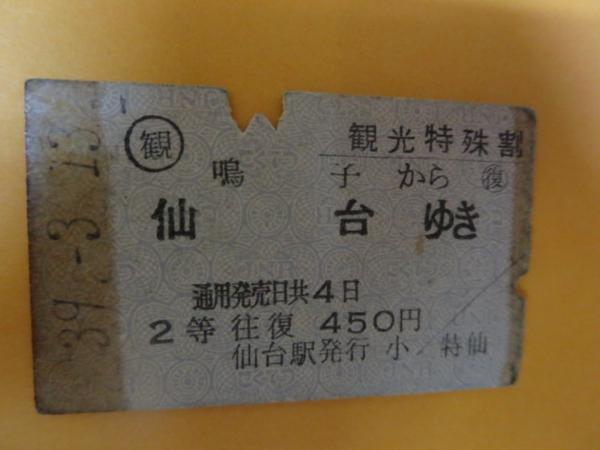 39.-3.13
観 観光特殊割
鳴子から 復
仙台ゆき
通用発売日共4日
2等 往復 450円
仙台駅発行 小 特仙